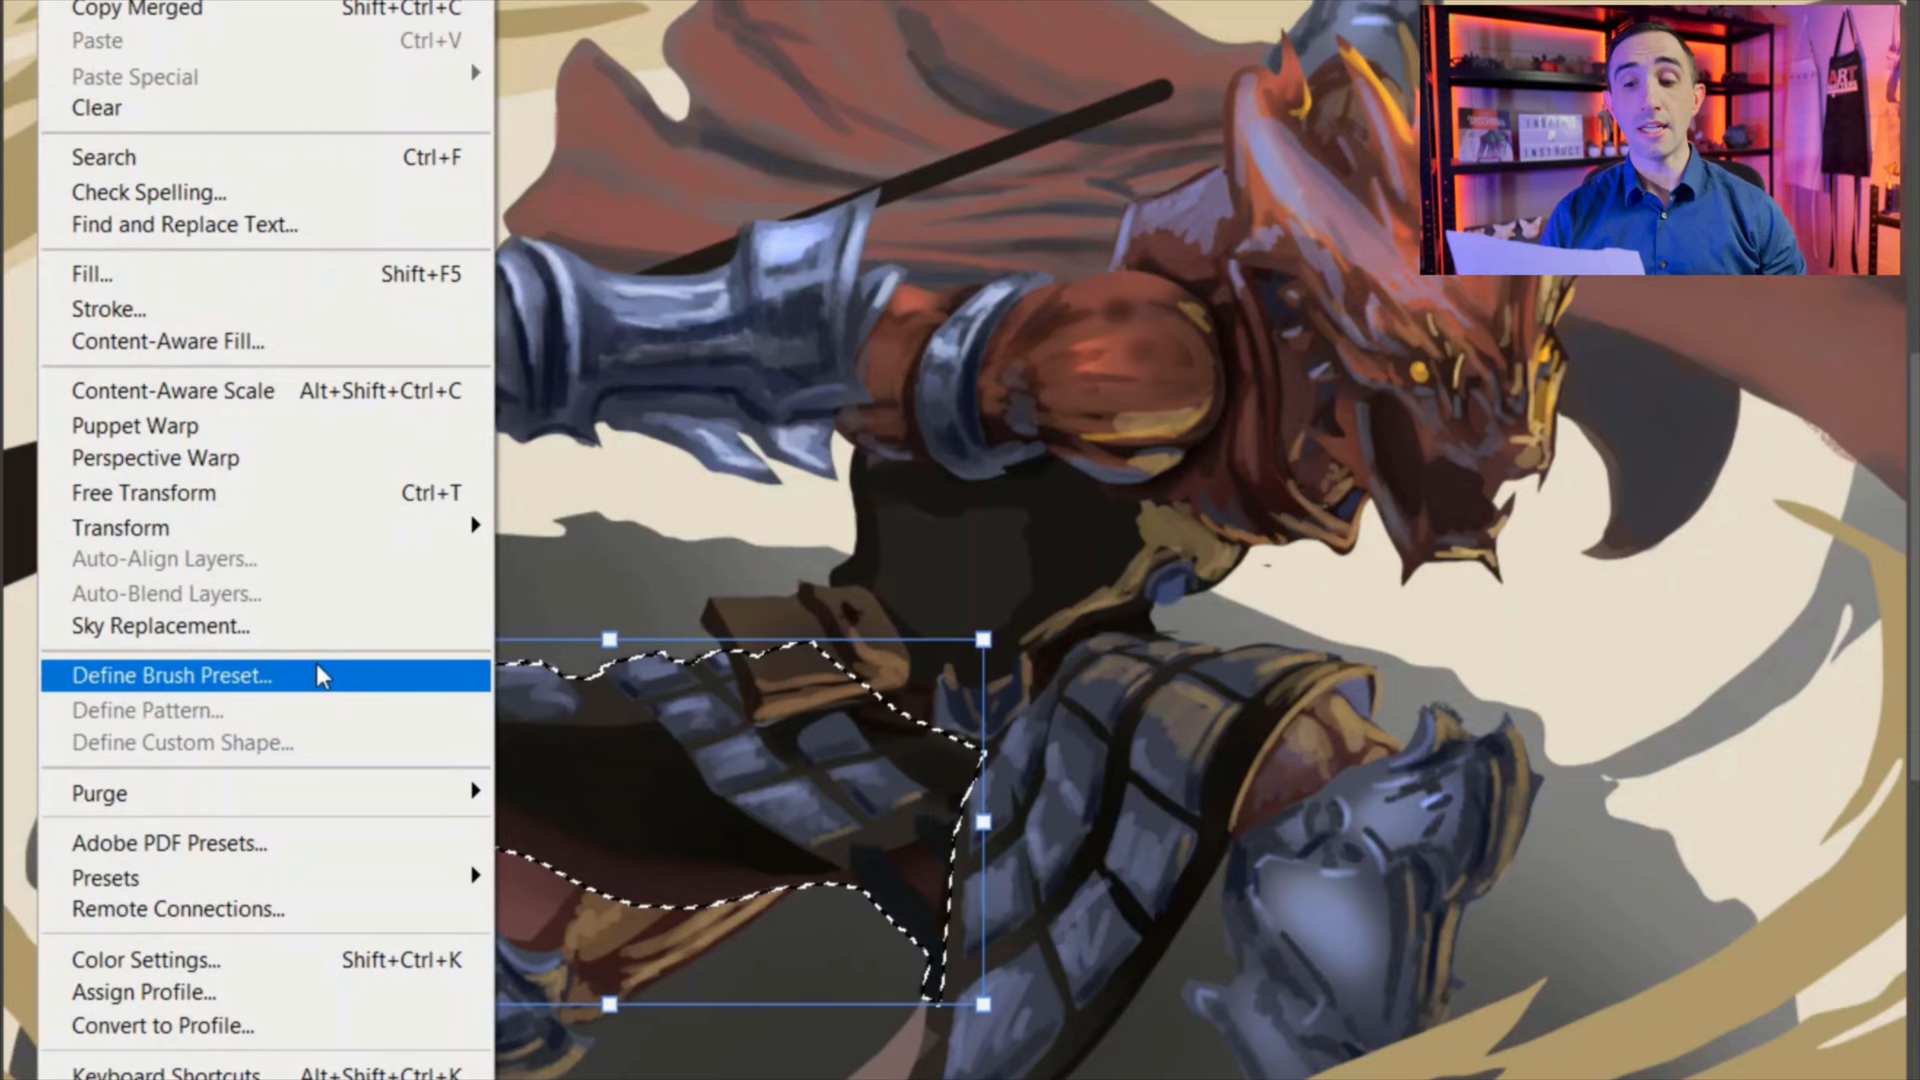 Copy Merged Shift+Ctrl+C
Paste Ctrl+V
Paste Special
Clear
Search Ctrl+F
Check Spelling...
Find and Replace Text...
Fill... Shift+F5
Stroke...
Content-Aware Fill...
Content-Aware Scale Alt+Shift+Ctrl+C
Puppet Warp
Perspective Warp
Free Transform Ctrl+T
Transform
Auto-Align Layers...
Auto-Blend Layers...
Sky Replacement...
Define Brush Preset...
Define Pattern...
Define Custom Shape...
Purge
Adobe PDF Presets...
Presets
Remote Connections...
Color Settings... Shift+Ctrl+K
Assign Profile...
Convert to Profile...
Keyboard Shortcuts Alt+Shift+Ctrl+K
ART
INSTRUCT